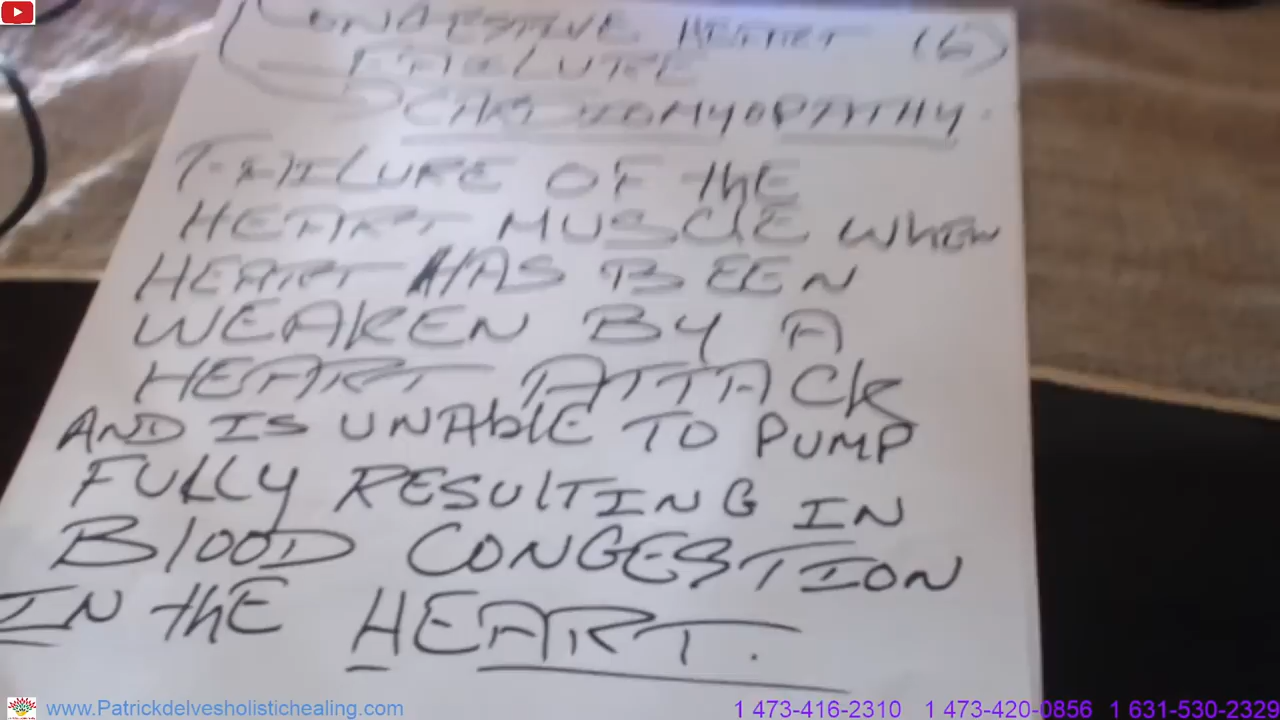 CONGESTIVE HEART (6)
FAILURE
CARDIOMYOPATHY.
FAILURE OF thE
HEART MUSCLE WHEN
HEART HAS BEEN
WEAKEN BY A
HEART ATTACK
AND IS UNAblE TO PUMP
FULLY RESUlTING IN
BlOOD CONGESTION
IN thE HEART.
www.Patrickdelvesholistichealing.com 1 473-416-2310 1 473-420-0856 1 631-530-2329